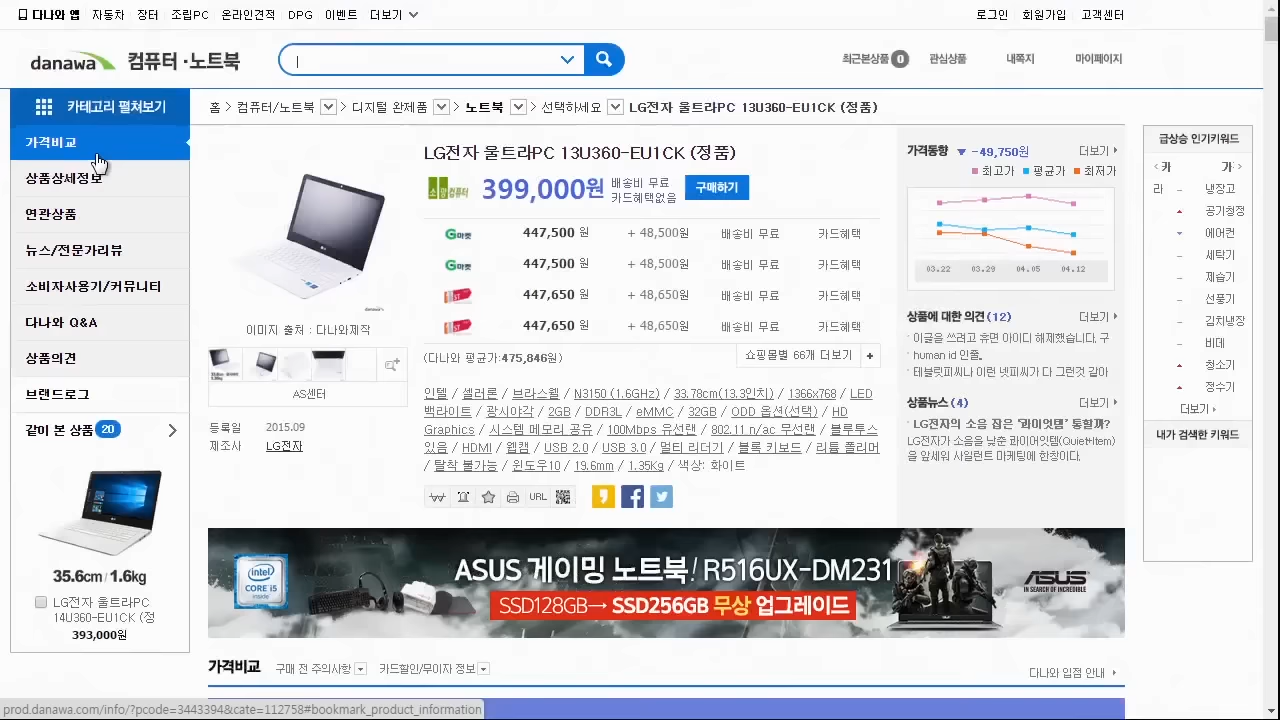 다나와 앱 자동차 장터 조립PC 온라인견적 DPG 이벤트 더보기
로그인 회원가입 고객센터
danawa 컴퓨터·노트북
최근본상품 0 관심상품 내쪽지 마이페이지
카테고리 펼쳐보기
홈 > 컴퓨터/노트북 > 디지털 완제품 > 노트북 > 선택하세요 LG전자 울트라PC 13U360-EU1CK (정품)
가격비교
상품상세정보
연관상품
뉴스/전문가리뷰
소비자사용기/커뮤니티
다나와 Q&A
상품의견
브랜드로그
같이 본 상품 20
35.6cm / 1.6kg
LG전자 울트라PC
14U360-EU1CK (정
393,000원
이미지 출처 : 다나와제작
AS센터
등록일 2015.09
제조사 LG전자
LG전자 울트라PC 13U360-EU1CK (정품)
소팡컴퓨터 399,000원 배송비 무료
카드혜택없음
구매하기
G마켓 447,500 원 + 48,500원 배송비 무료 카드혜택
G마켓 447,500 원 + 48,500원 배송비 무료 카드혜택
447,650 원 + 48,650원 배송비 무료 카드혜택
447,650 원 + 48,650원 배송비 무료 카드혜택
(다나와 평균가:475,846원) 쇼핑몰별 66개 더보기 +
인텔 / 셀러론 / 브라스웰 / N3150 (1.6GHz) / 33.78cm(13.3인치) / 1366x768 / LED
백라이트 / 광시야각 / 2GB / DDR3L / eMMC / 32GB / ODD 옵션(선택) / HD
Graphics / 시스템 메모리 공유 / 100Mbps 유선랜 / 802.11 n/ac 무선랜 / 블루투스
있음 / HDMI / 웹캠 / USB 2.0 / USB 3.0 / 멀티 리더기 / 블록 키보드 / 리튬 폴리머
/ 탈착 불가능 / 윈도우10 / 19.6mm / 1.35Kg / 색상: 화이트
URL
가격동향 ▼ -49,750원 더보기
최고가 평균가 최저가
03.22 03.29 04.05 04.12
상품에 대한 의견 (12) 더보기
이글을 쓰려고 휴면 아이디 해제했습니다, 구
human id 인줄,
테블릿피씨나 이런 넷피씨가 다 그런것 같아
상품뉴스 (4) 더보기
LG전자의 소음 잡은 '콰이잇템' 통할까?
LG전자가 소음을 낮춘 콰이어잇템(Quiet+Item)
을 앞세워 사일런트 마케팅에 한창이다.
급상승 인기키워드
< 카 가 >
라 – 냉장고
공기청정
에어컨
– 세탁기
– 제습기
– 선풍기
– 김치냉장
– 비데
청소기
정수기
더보기
내가 검색한 키워드
intel
CORE i5
inside
ASUS 게이밍 노트북! R516UX-DM231
SSD128GB→ SSD256GB 무상 업그레이드
ASUS
IN SEARCH OF INCREDIBLE
가격비교 구매 전 주의사항 카드할인/무이자 정보
다나와 입점 안내
prod.danawa.com/info/?pcode=3443394&cate=112758#bookmark_product_information